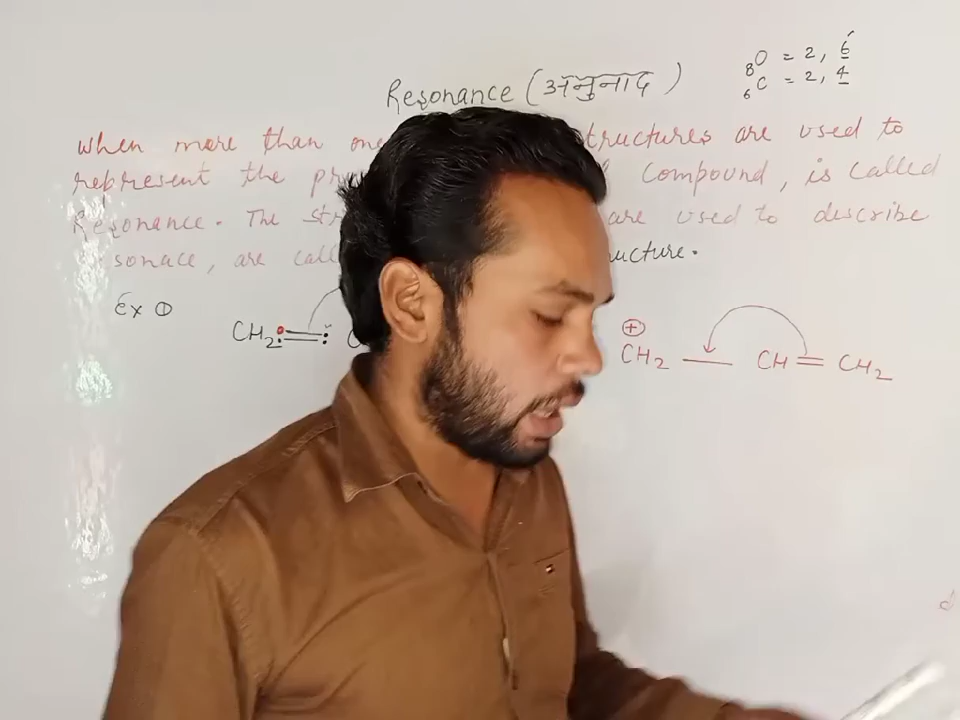 Resonance (अनुनाद)
8O = 2, 6
6C = 2, 4
when more than one structures are used to
represent the compound, is called
Resonance. The are used to describe
sonace, are
Ex ①
CH2 =
⊕
CH2 — CH = CH2